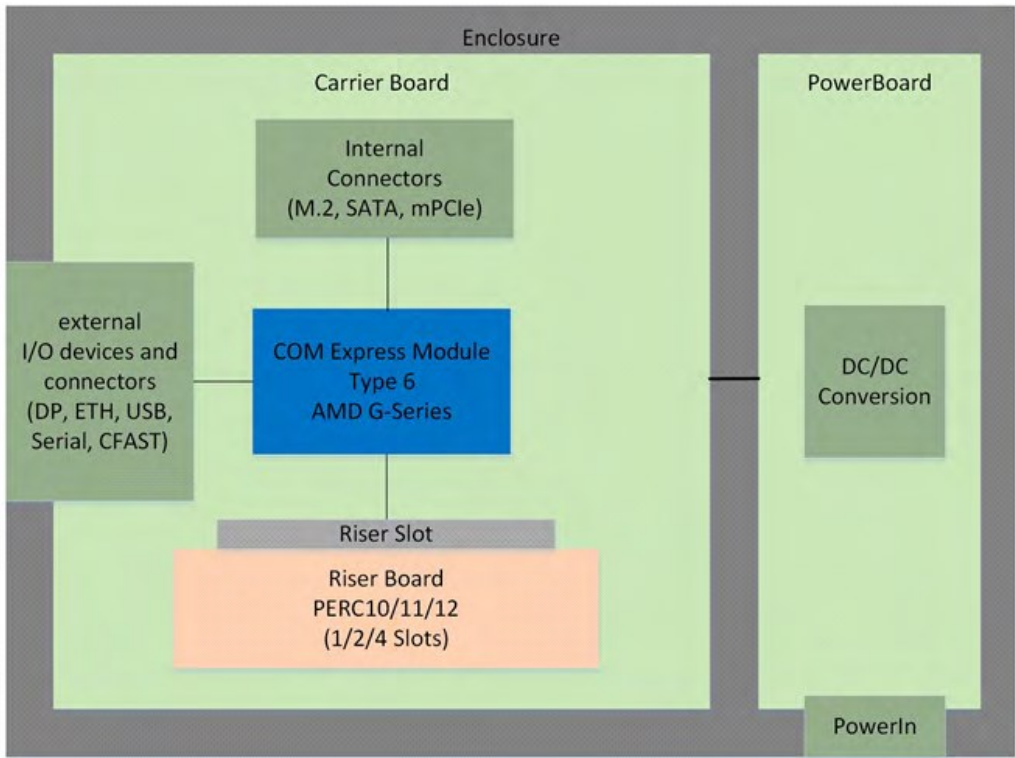 Enclosure
Carrier Board
Internal
Connectors
(M.2, SATA, mPCIe)
external
I/O devices and
connectors
(DP, ETH, USB,
Serial, CFAST)
COM Express Module
Type 6
AMD G-Series
Riser Slot
Riser Board
PERC10/11/12
(1/2/4 Slots)
PowerBoard
DC/DC
Conversion
PowerIn